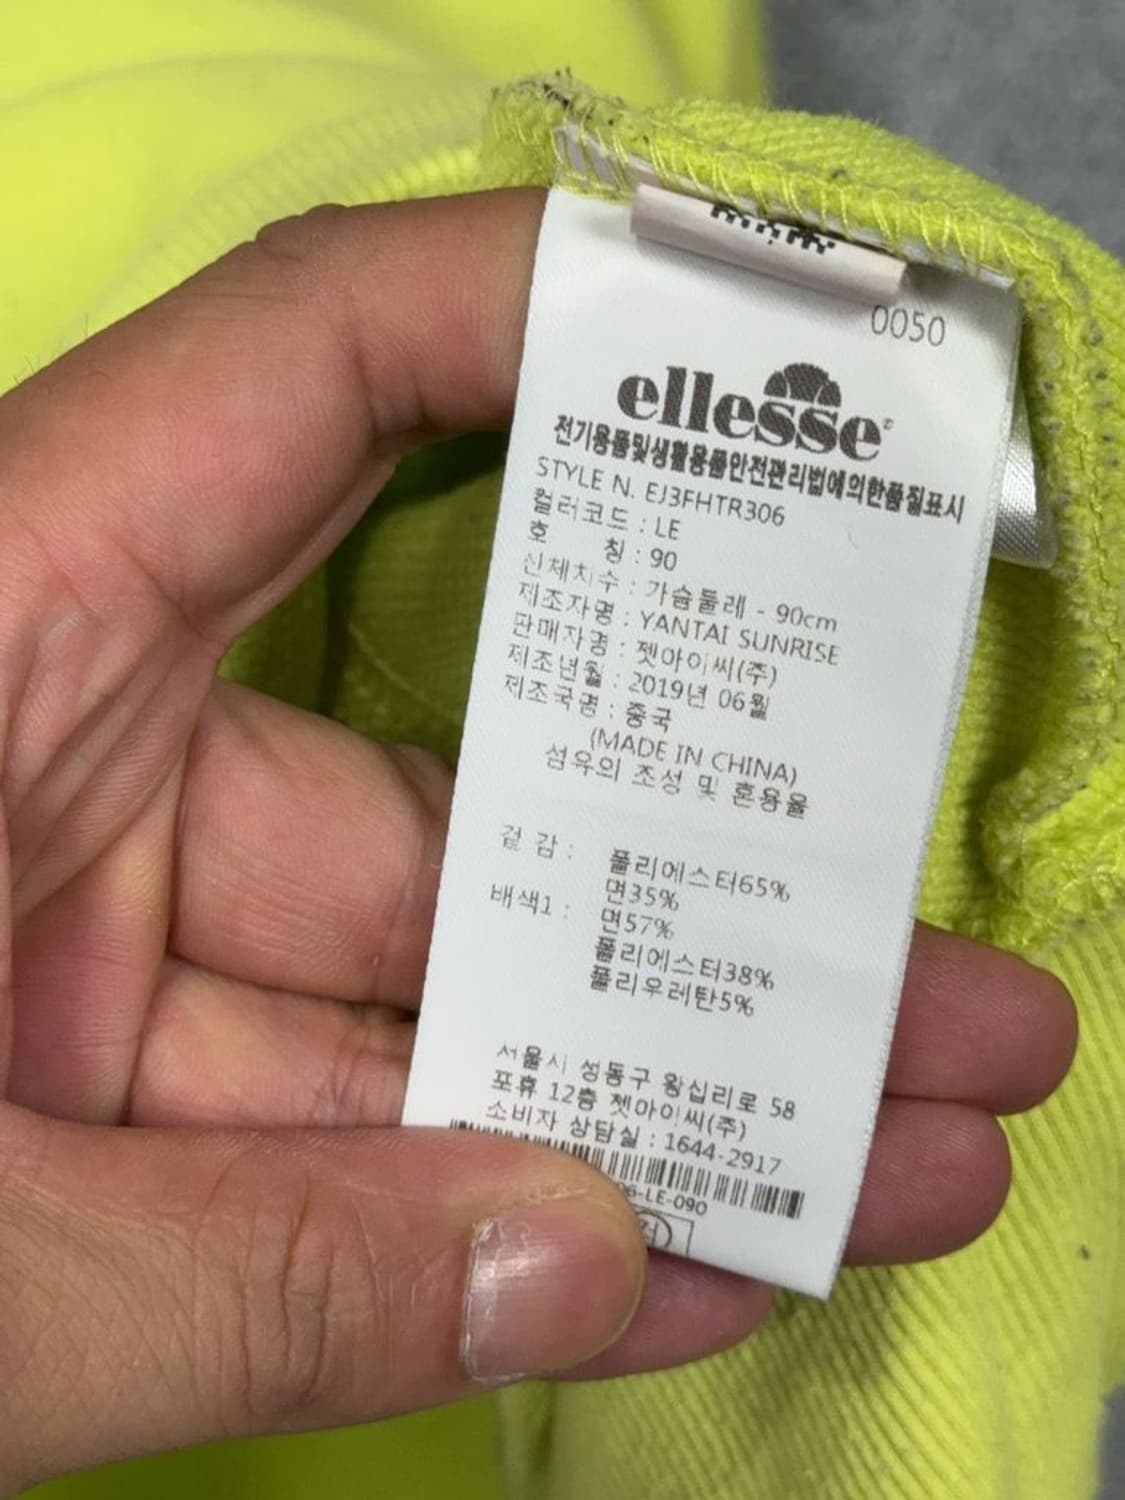 0050
ellesse
전기용품및생활용품안전관리법에의한품질표시
STYLE N. EJ3FHTR306
컬러코드 : LE
호 칭 : 90
신체치수 : 가슴둘레 - 90cm
제조자명 : YANTAI SUNRISE
판매자명 : 젯아이씨(주)
제조년월 : 2019년 06월
제조국명 : 중국
(MADE IN CHINA)
섬유의 조성 및 혼용율
겉 감 : 폴리에스터65%
면35%
배색1 : 면57%
폴리에스터38%
폴리우레탄5%
서울시 성동구 왕십리로 58
포휴 12층 젯아이씨(주)
소비자 상담실 : 1644-2917
06-LE-090